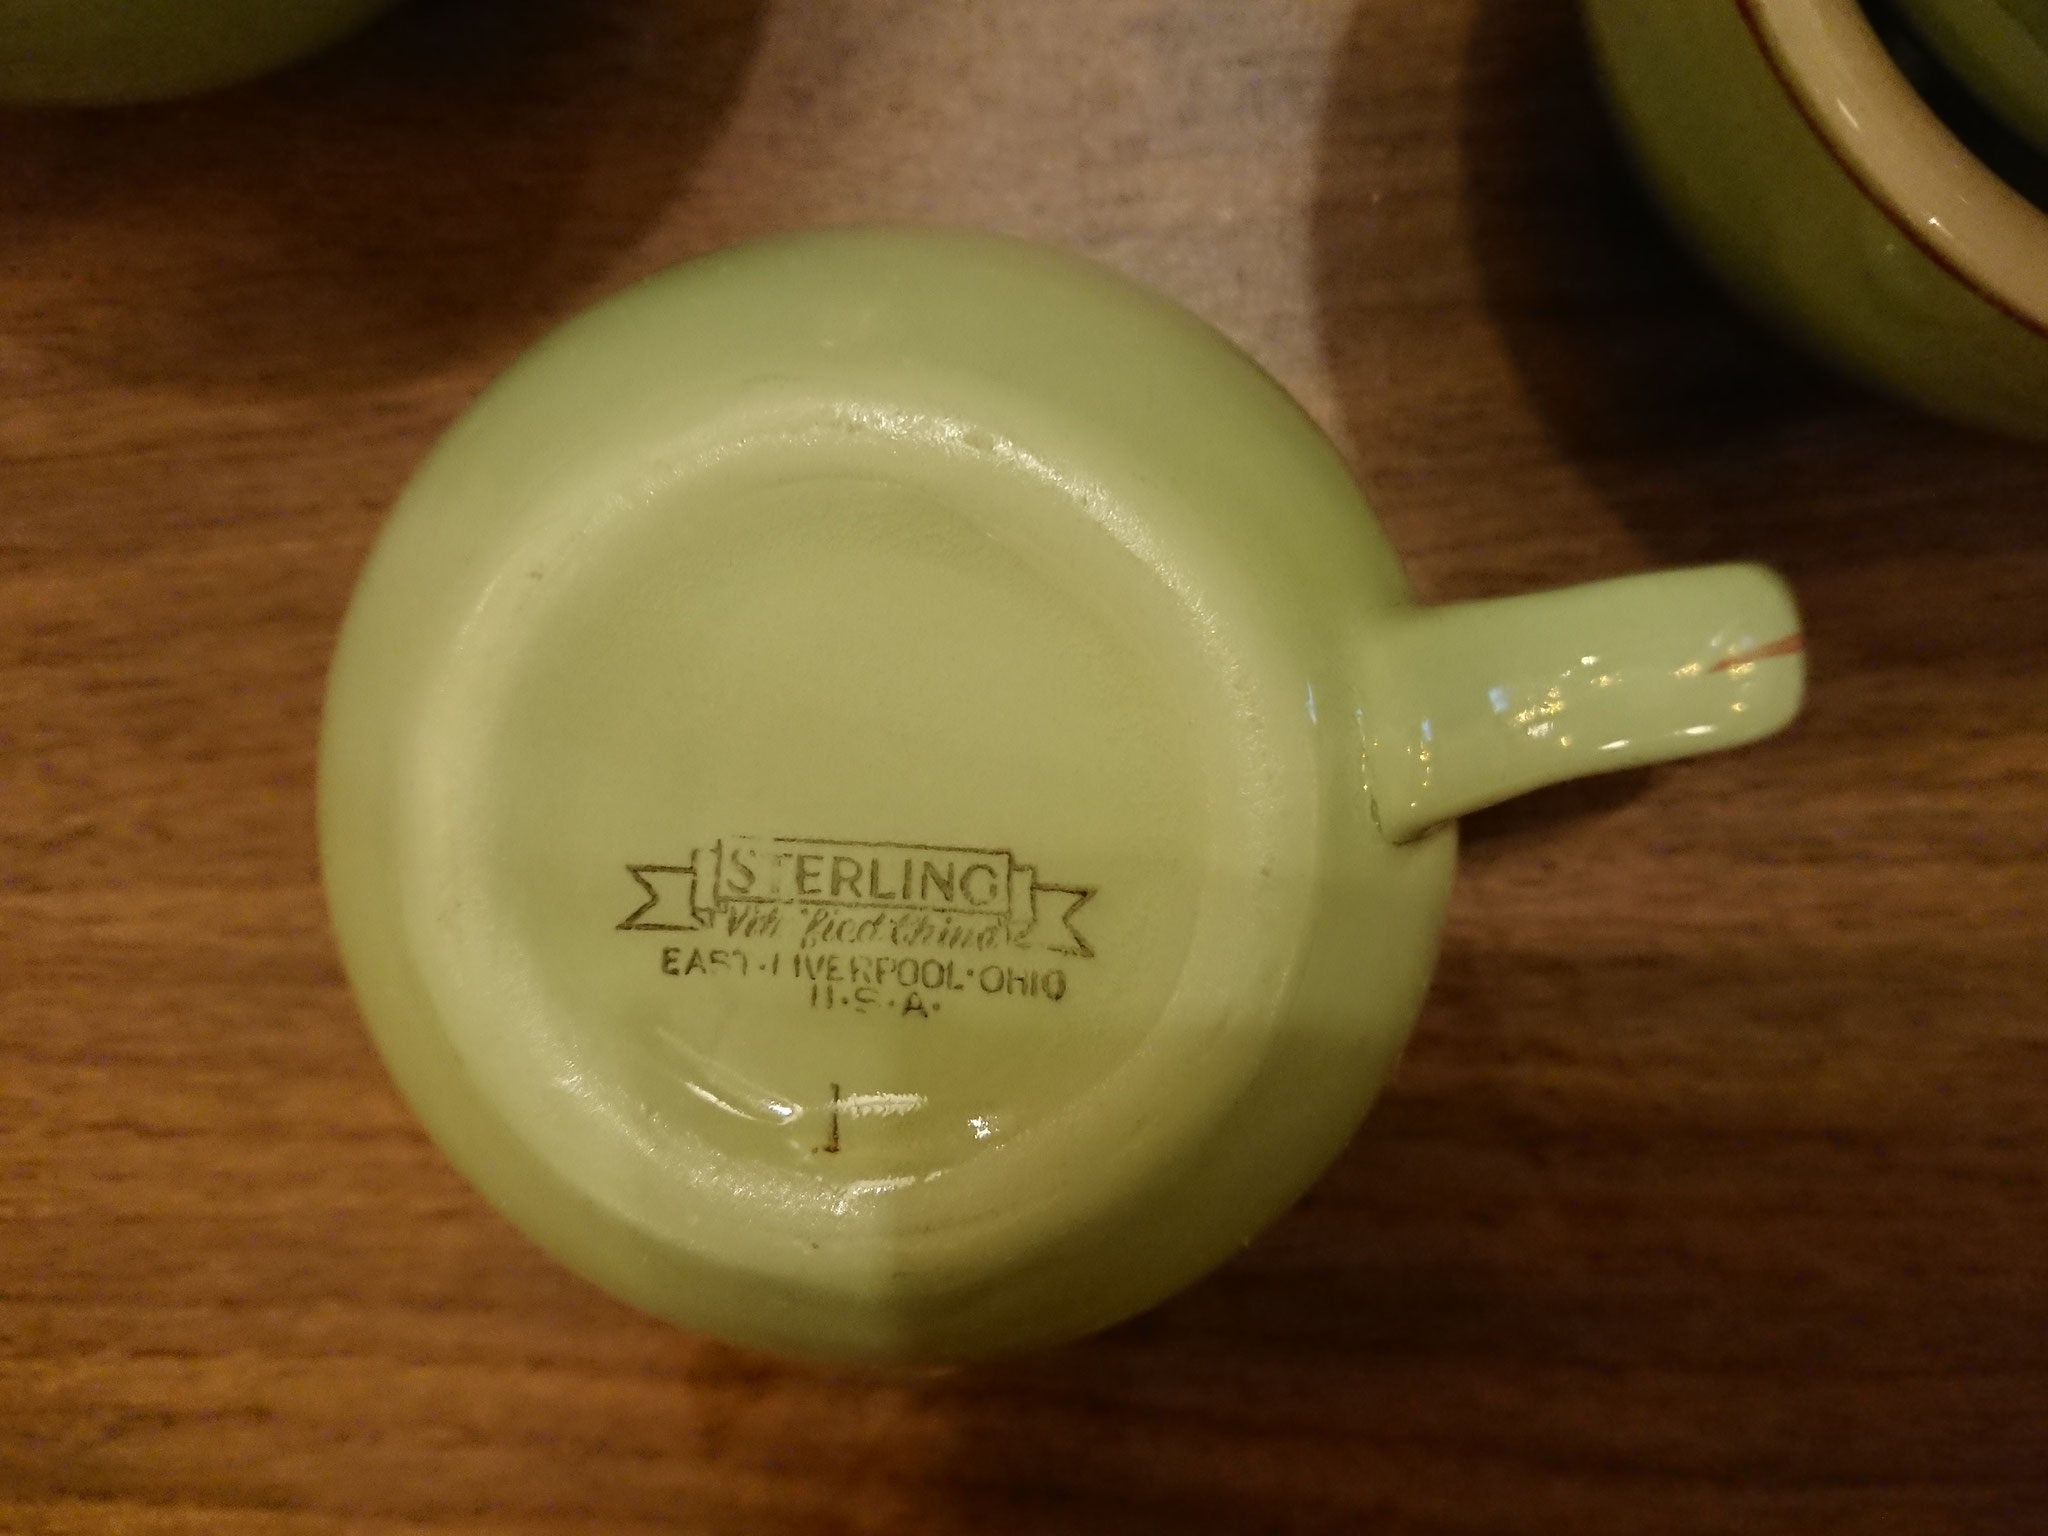 STERLING
Vitrified China
EAST·LIVERPOOL·OHIO
U.S.A.